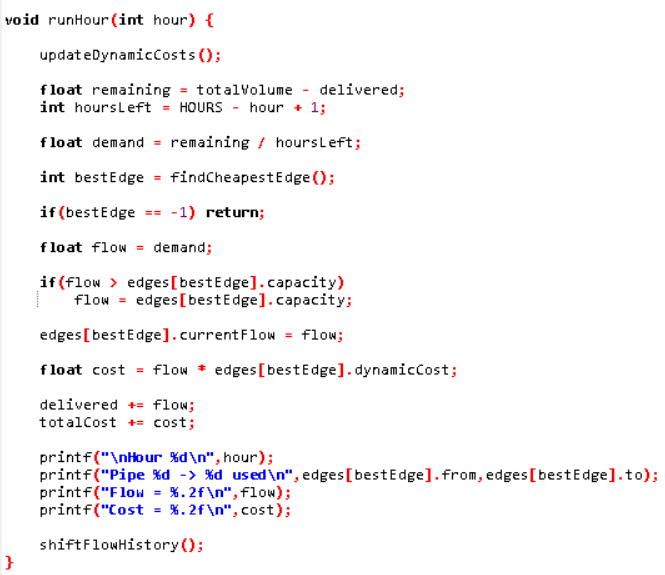 void runHour(int hour) {
    updateDynamicCosts();
    float remaining = totalVolume - delivered;
    int hoursLeft = HOURS - hour + 1;
    float demand = remaining / hoursLeft;
    int bestEdge = findCheapestEdge();
    if(bestEdge == -1) return;
    float flow = demand;
    if(flow > edges[bestEdge].capacity)
        flow = edges[bestEdge].capacity;
    edges[bestEdge].currentFlow = flow;
    float cost = flow * edges[bestEdge].dynamicCost;
    delivered += flow;
    totalCost += cost;
    printf("\nHour %d\n",hour);
    printf("Pipe %d -> %d used\n",edges[bestEdge].from,edges[bestEdge].to);
    printf("Flow = %.2f\n",flow);
    printf("Cost = %.2f\n",cost);
    shiftFlowHistory();
}